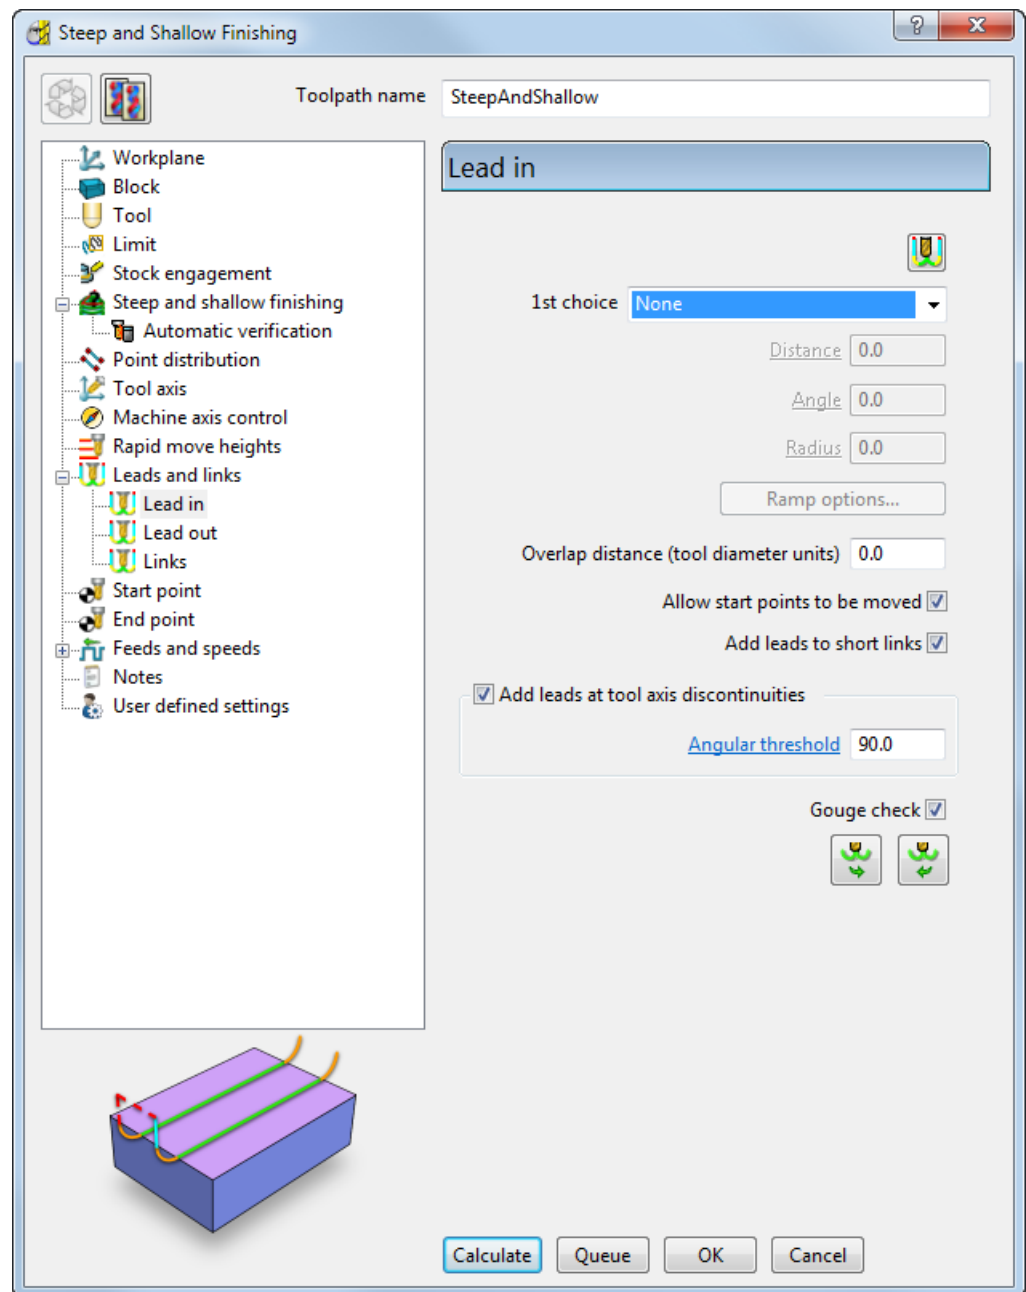 Steep and Shallow Finishing
?
X
Toolpath name
SteepAndShallow
Workplane
Block
Tool
Limit
Stock engagement
Steep and shallow finishing
Automatic verification
Point distribution
Tool axis
Machine axis control
Rapid move heights
Leads and links
Lead in
Lead out
Links
Start point
End point
Feeds and speeds
Notes
User defined settings
Lead in
1st choice None
Distance 0.0
Angle 0.0
Radius 0.0
Ramp options...
Overlap distance (tool diameter units) 0.0
Allow start points to be moved
Add leads to short links
Add leads at tool axis discontinuities
Angular threshold 90.0
Gouge check
Calculate
Queue
OK
Cancel